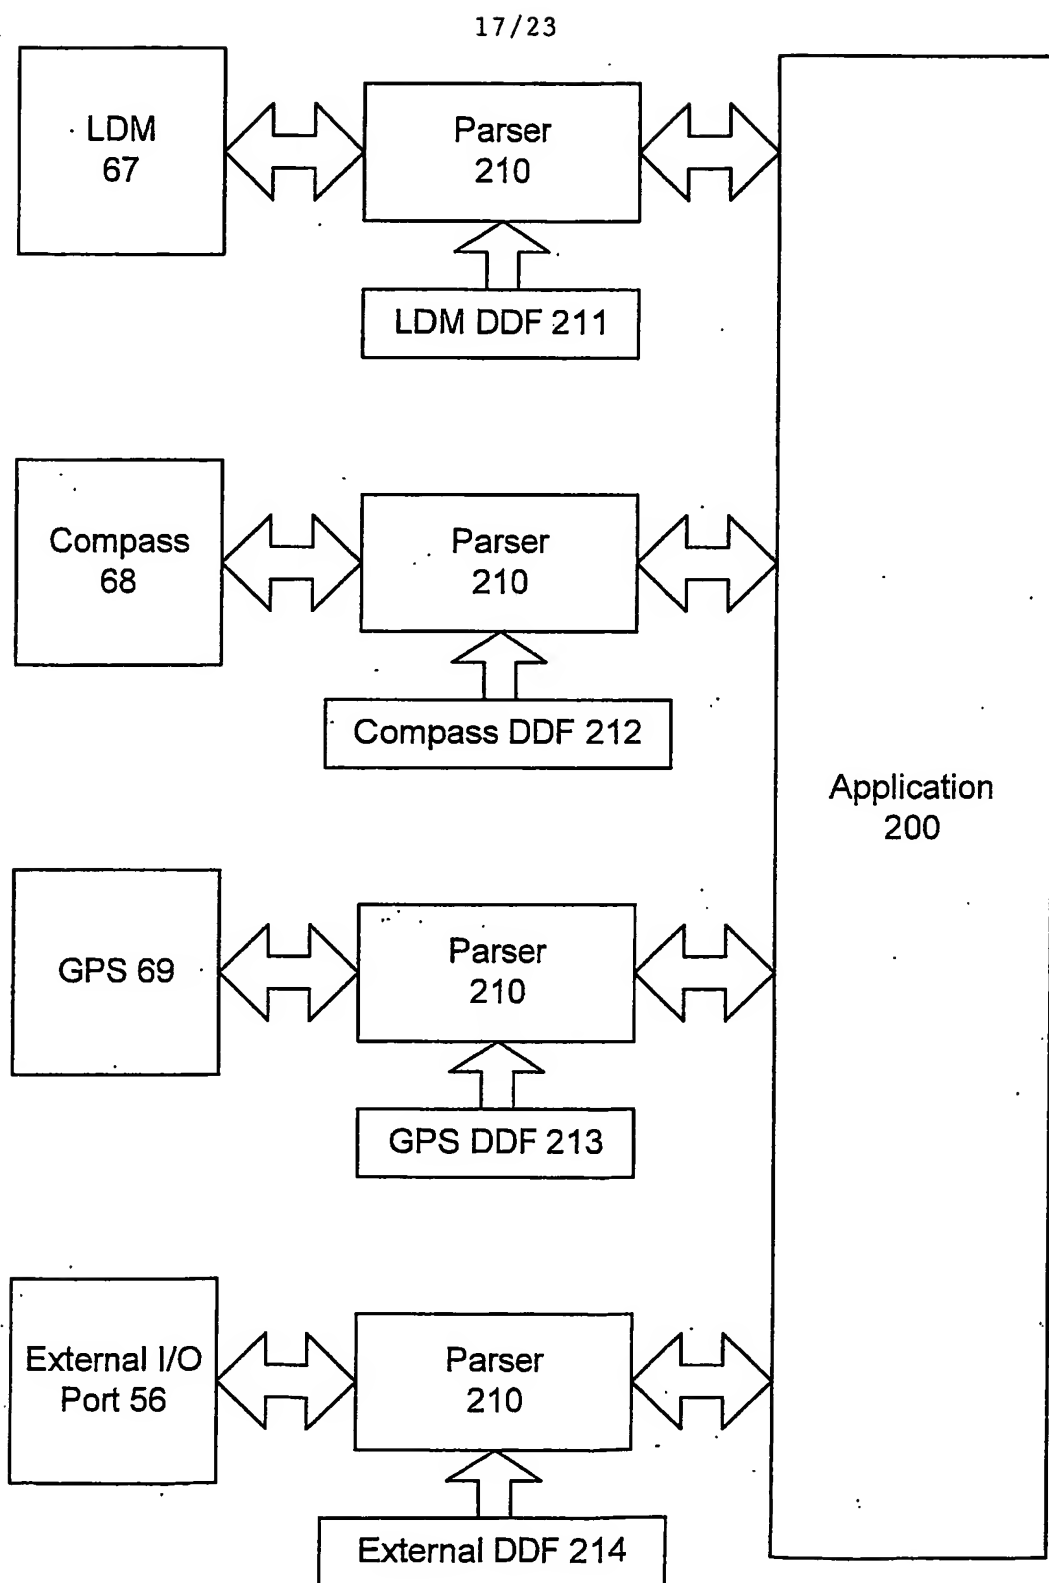 17/23
LDM
67
Parser
210
LDM DDF 211
Compass
68
Parser
210
Compass DDF 212
Application
200
GPS 69
Parser
210
GPS DDF 213
External I/O
Port 56
Parser
210
External DDF 214